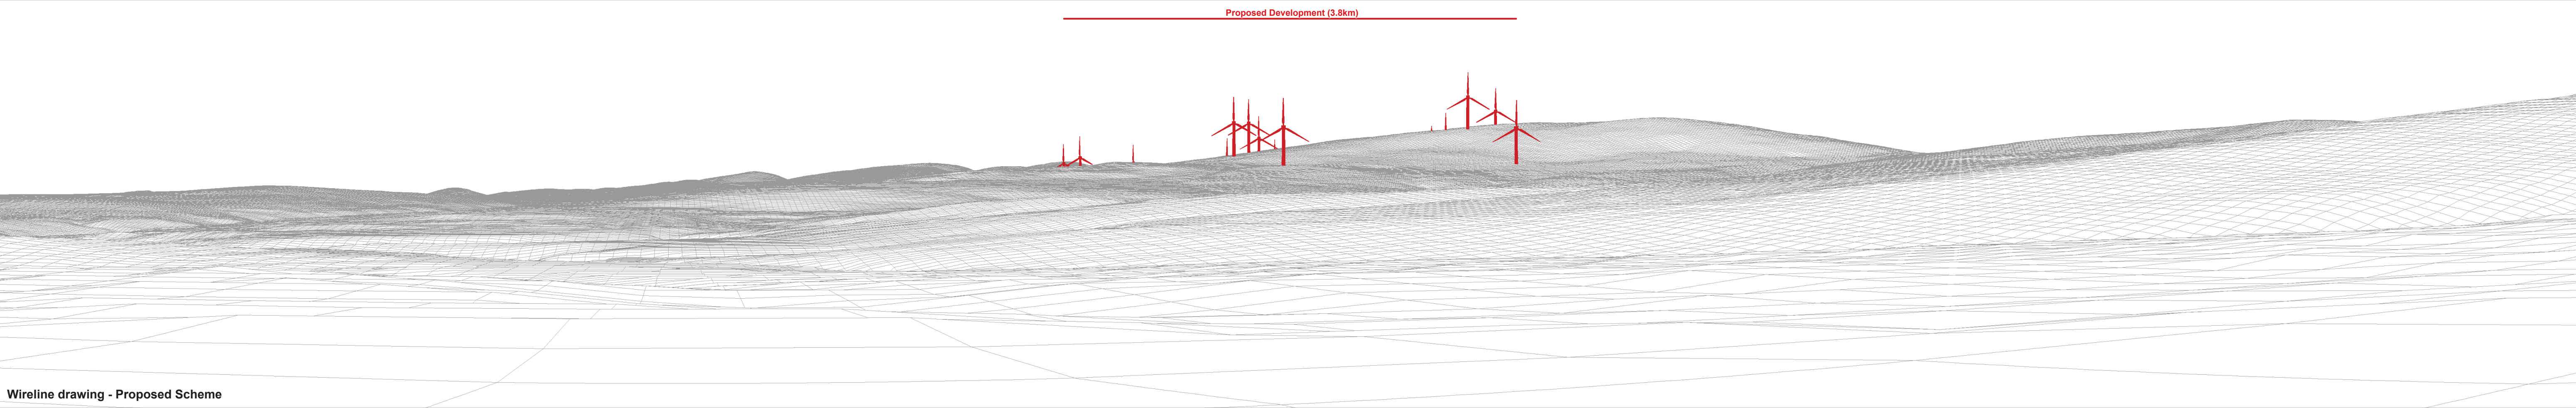 Proposed Development (3.8km)
Wireline drawing - Proposed Scheme